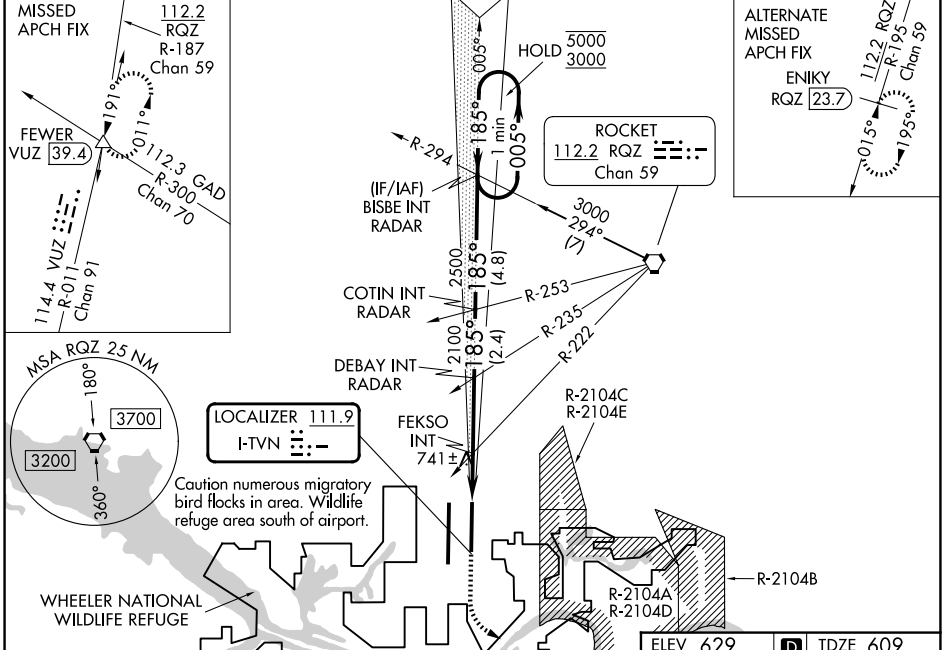 MISSED
APCH FIX
112.2
RQZ
R-187
Chan 59
191°
011°
FEWER
VUZ 39.4
112.3 GAD
R-300
Chan 70
114.4 VUZ
R-011
Chan 91
005°
HOLD 5000
3000
185°
1 min
005°
R-294
(IF/IAF)
BISBE INT
RADAR
ROCKET
112.2 RQZ
Chan 59
3000
294°
(7)
2500
185°
(4.8)
COTIN INT
RADAR
R-253
R-235
R-222
2100
185°
(2.4)
DEBAY INT
RADAR
FEKSO
INT
741±
ALTERNATE
MISSED
APCH FIX
112.2 RQZ
R-195
Chan 59
ENIKY
RQZ 23.7
015°
195°
MSA RQZ 25 NM
180°
3700
3200
360°
LOCALIZER 111.9
I-TVN
Caution numerous migratory
bird flocks in area. Wildlife
refuge area south of airport.
R-2104C
R-2104E
R-2104B
R-2104A
R-2104D
WHEELER NATIONAL
WILDLIFE REFUGE
ELEV 629 D TDZE 609